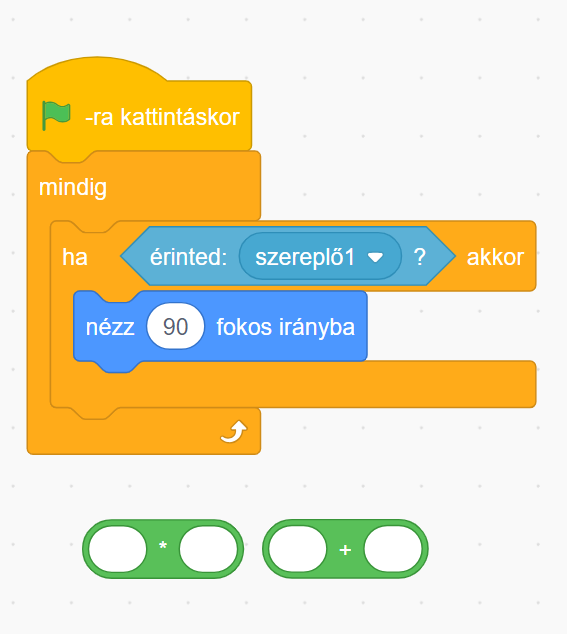 -ra kattintáskor
mindig
ha érinted: szereplő1 ? akkor
nézz 90 fokos irányba
* +